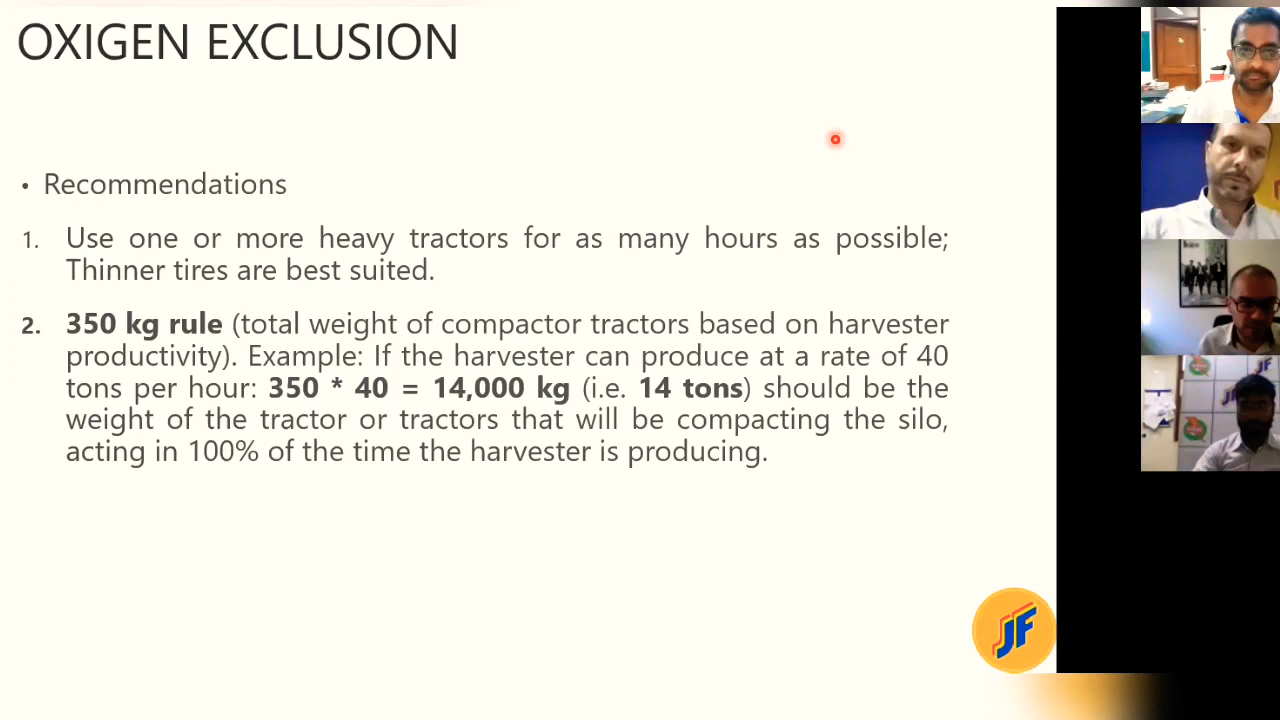 OXIGEN EXCLUSION
• Recommendations
1. Use one or more heavy tractors for as many hours as possible;
Thinner tires are best suited.
2. 350 kg rule (total weight of compactor tractors based on harvester
productivity). Example: If the harvester can produce at a rate of 40
tons per hour: 350 * 40 = 14,000 kg (i.e. 14 tons) should be the
weight of the tractor or tractors that will be compacting the silo,
acting in 100% of the time the harvester is producing.
JF